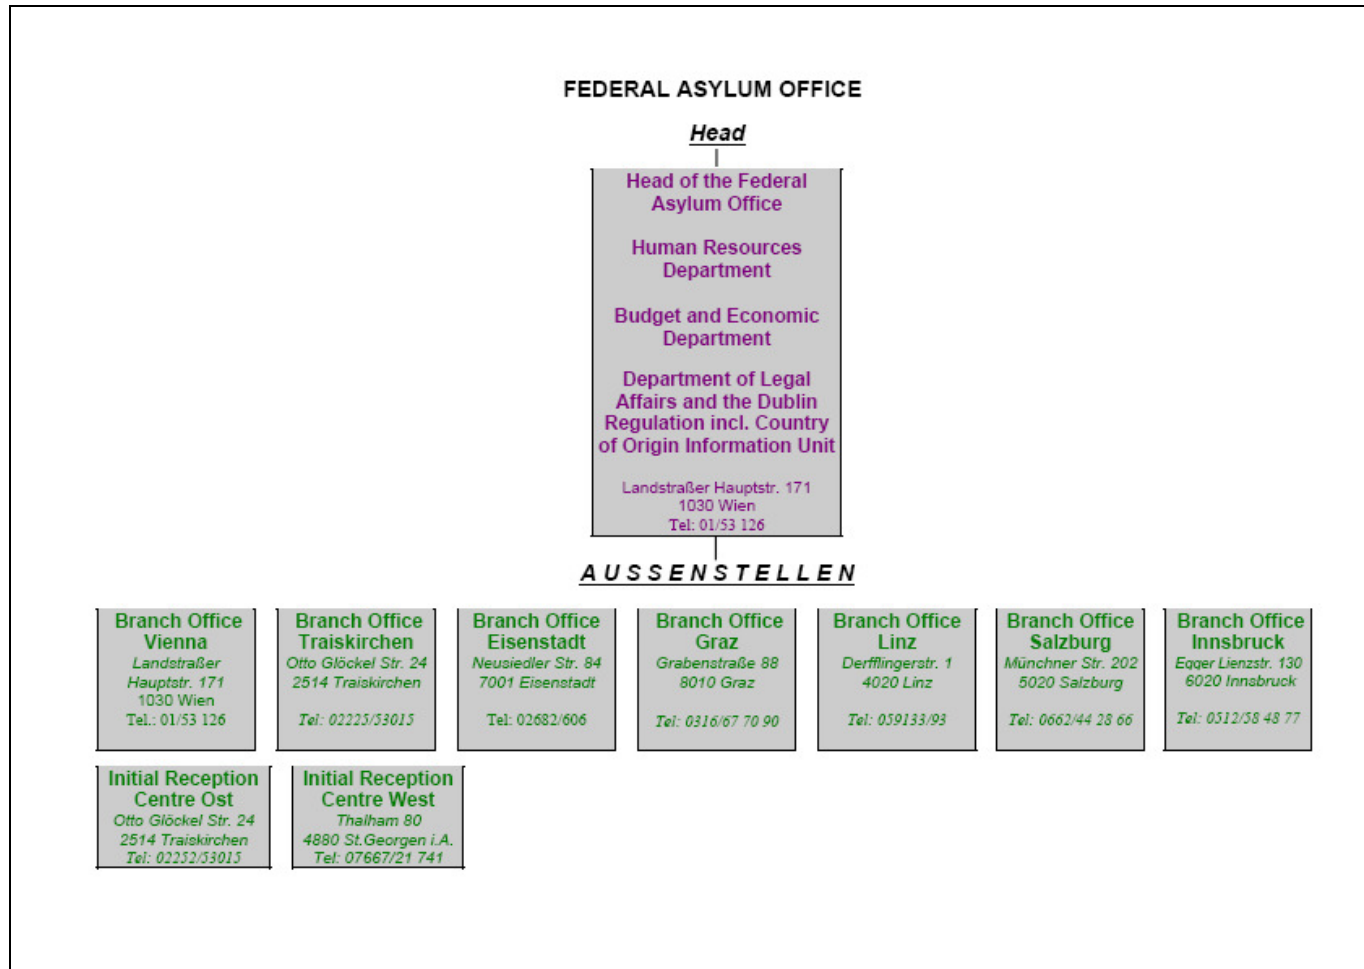 FEDERAL ASYLUM OFFICE
Head
Head of the Federal
Asylum Office
Human Resources
Department
Budget and Economic
Department
Department of Legal
Affairs and the Dublin
Regulation incl. Country
of Origin Information Unit
Landstraßer Hauptstr. 171
1030 Wien
Tel: 01/53 126
A U S S E N S T E L L E N
Branch Office
Vienna
Landstraßer
Hauptstr. 171
1030 Wien
Tel.: 01/53 126
Branch Office
Traiskirchen
Otto Glöckel Str. 24
2514 Traiskirchen
Tel: 02225/53015
Branch Office
Eisenstadt
Neusiedler Str. 84
7001 Eisenstadt
Tel: 02682/606
Branch Office
Graz
Grabenstraße 88
8010 Graz
Tel: 0316/67 70 90
Branch Office
Linz
Derfflingerstr. 1
4020 Linz
Tel: 059133/93
Branch Office
Salzburg
Münchner Str. 202
5020 Salzburg
Tel: 0662/44 28 66
Branch Office
Innsbruck
Egger Lienzstr. 130
6020 Innsbruck
Tel: 0512/58 48 77
Initial Reception
Centre Ost
Otto Glöckel Str. 24
2514 Traiskirchen
Tel: 02252/53015
Initial Reception
Centre West
Thalham 80
4880 St.Georgen i.A.
Tel: 07667/21 741